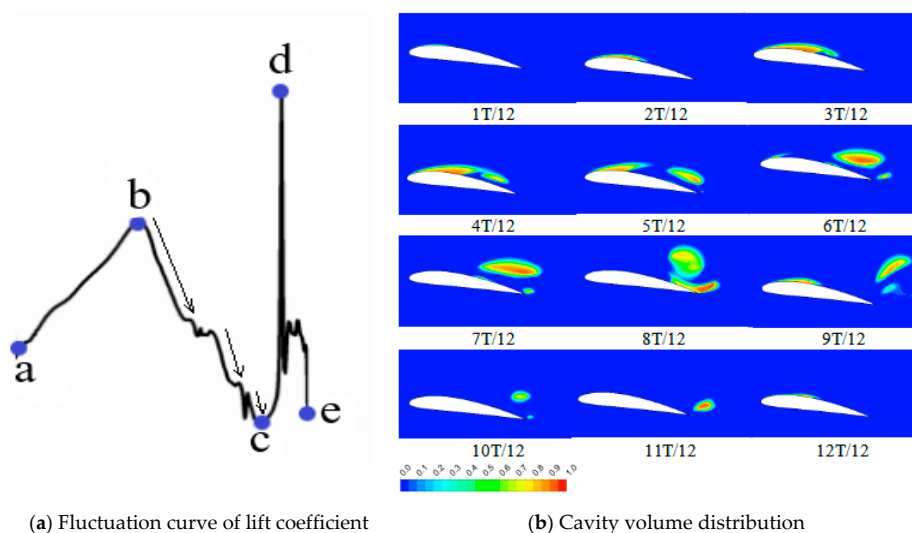 d
b
a
c
e
1T/12 2T/12 3T/12
4T/12 5T/12 6T/12
7T/12 8T/12 9T/12
10T/12 11T/12 12T/12
0.0 0.1 0.2 0.3 0.4 0.5 0.6 0.7 0.8 0.9 1.0
(a) Fluctuation curve of lift coefficient
(b) Cavity volume distribution